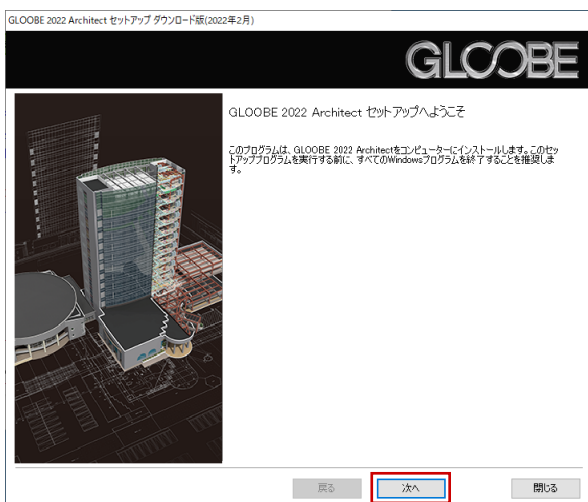 GLOOBE 2022 Architect セットアップ ダウンロード版(2022年2月)
GLOOBE
GLOOBE 2022 Architect セットアップへようこそ
このプログラムは、GLOOBE 2022 Architectをコンピューターにインストールします。このセッ
トアッププログラムを実行する前に、すべてのWindowsプログラムを終了することを推奨しま
す。
戻る 次へ 閉じる